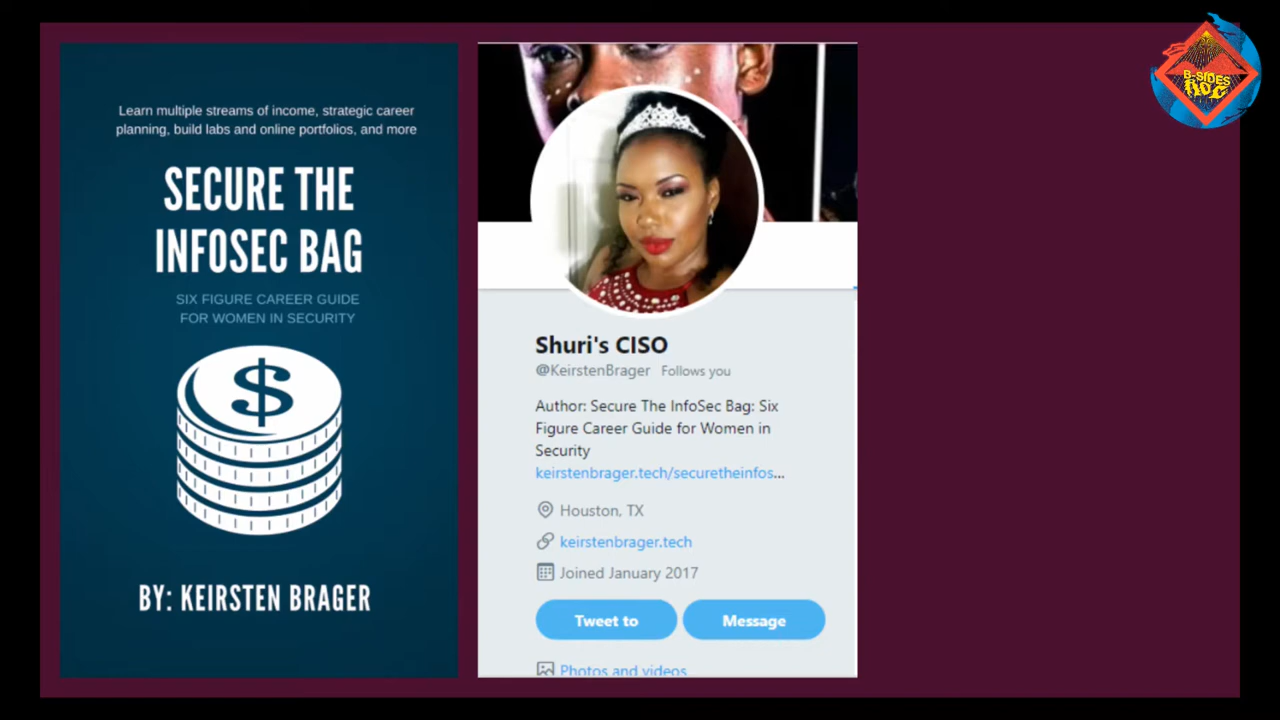 Learn multiple streams of income, strategic career
planning, build labs and online portfolios, and more
SECURE THE
INFOSEC BAG
SIX FIGURE CAREER GUIDE
FOR WOMEN IN SECURITY
$
BY: KEIRSTEN BRAGER
Shuri's CISO
@KeirstenBrager Follows you
Author: Secure The InfoSec Bag: Six
Figure Career Guide for Women in
Security
keirstenbrager.tech/securetheinfos...
Houston, TX
keirstenbrager.tech
Joined January 2017
Tweet to
Message
Photos and videos
B-SIDES
ROC